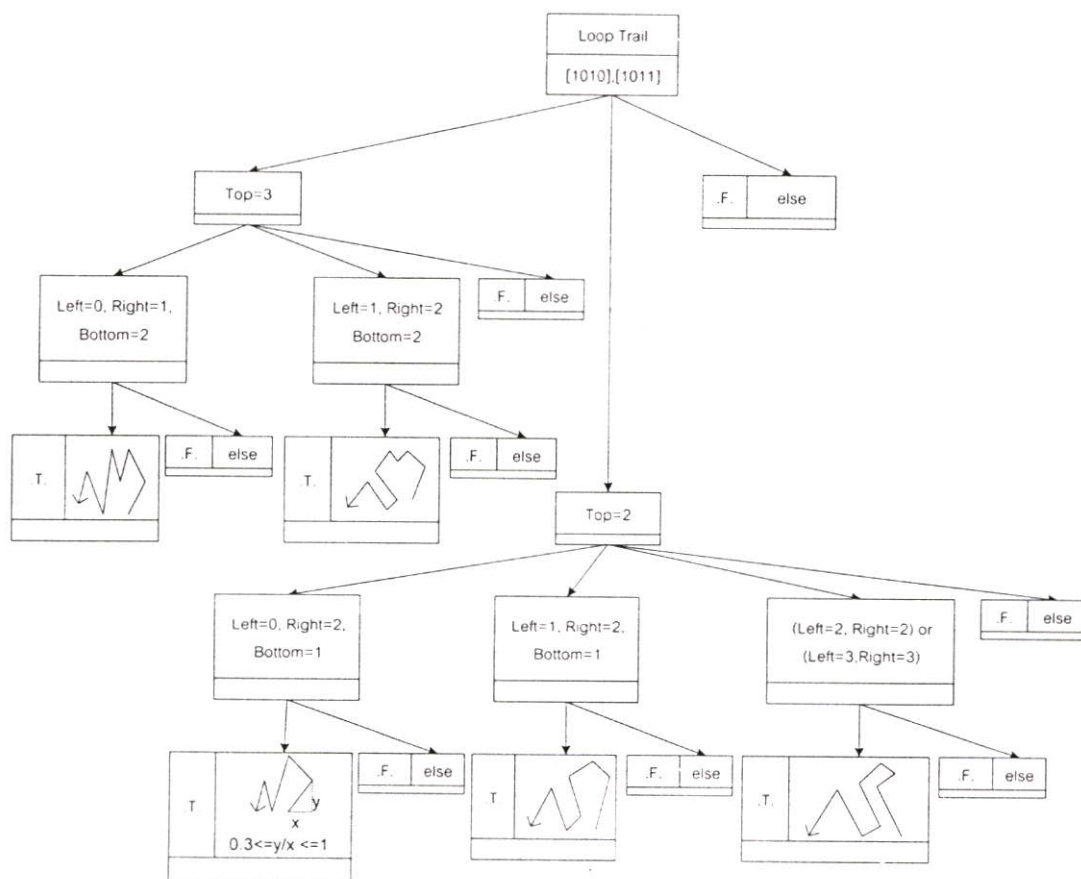 Loop Trail
[1010],[1011]
Top=3
.F. else
Left=0, Right=1,
Bottom=2
Left=1, Right=2
Bottom=2
.F. else
.T.
.F. else
.T.
.F. else
Top=2
Left=0, Right=2,
Bottom=1
Left=1, Right=2,
Bottom=1
(Left=2, Right=2) or
(Left=3,Right=3)
.F. else
T
y
x
0.3<=y/x <=1
.F. else
.T
.F. else
.T.
.F. else